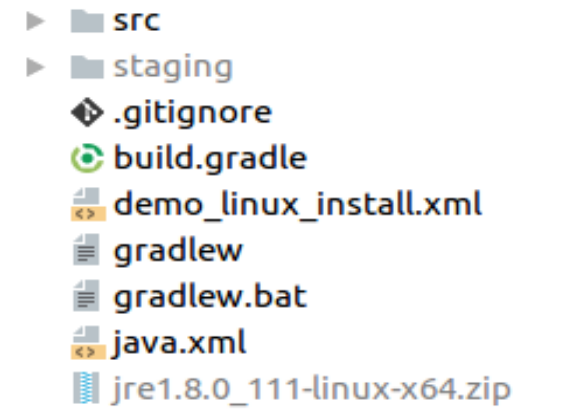 src
staging
.gitignore
build.gradle
demo_linux_install.xml
gradlew
gradlew.bat
java.xml
jre1.8.0_111-linux-x64.zip